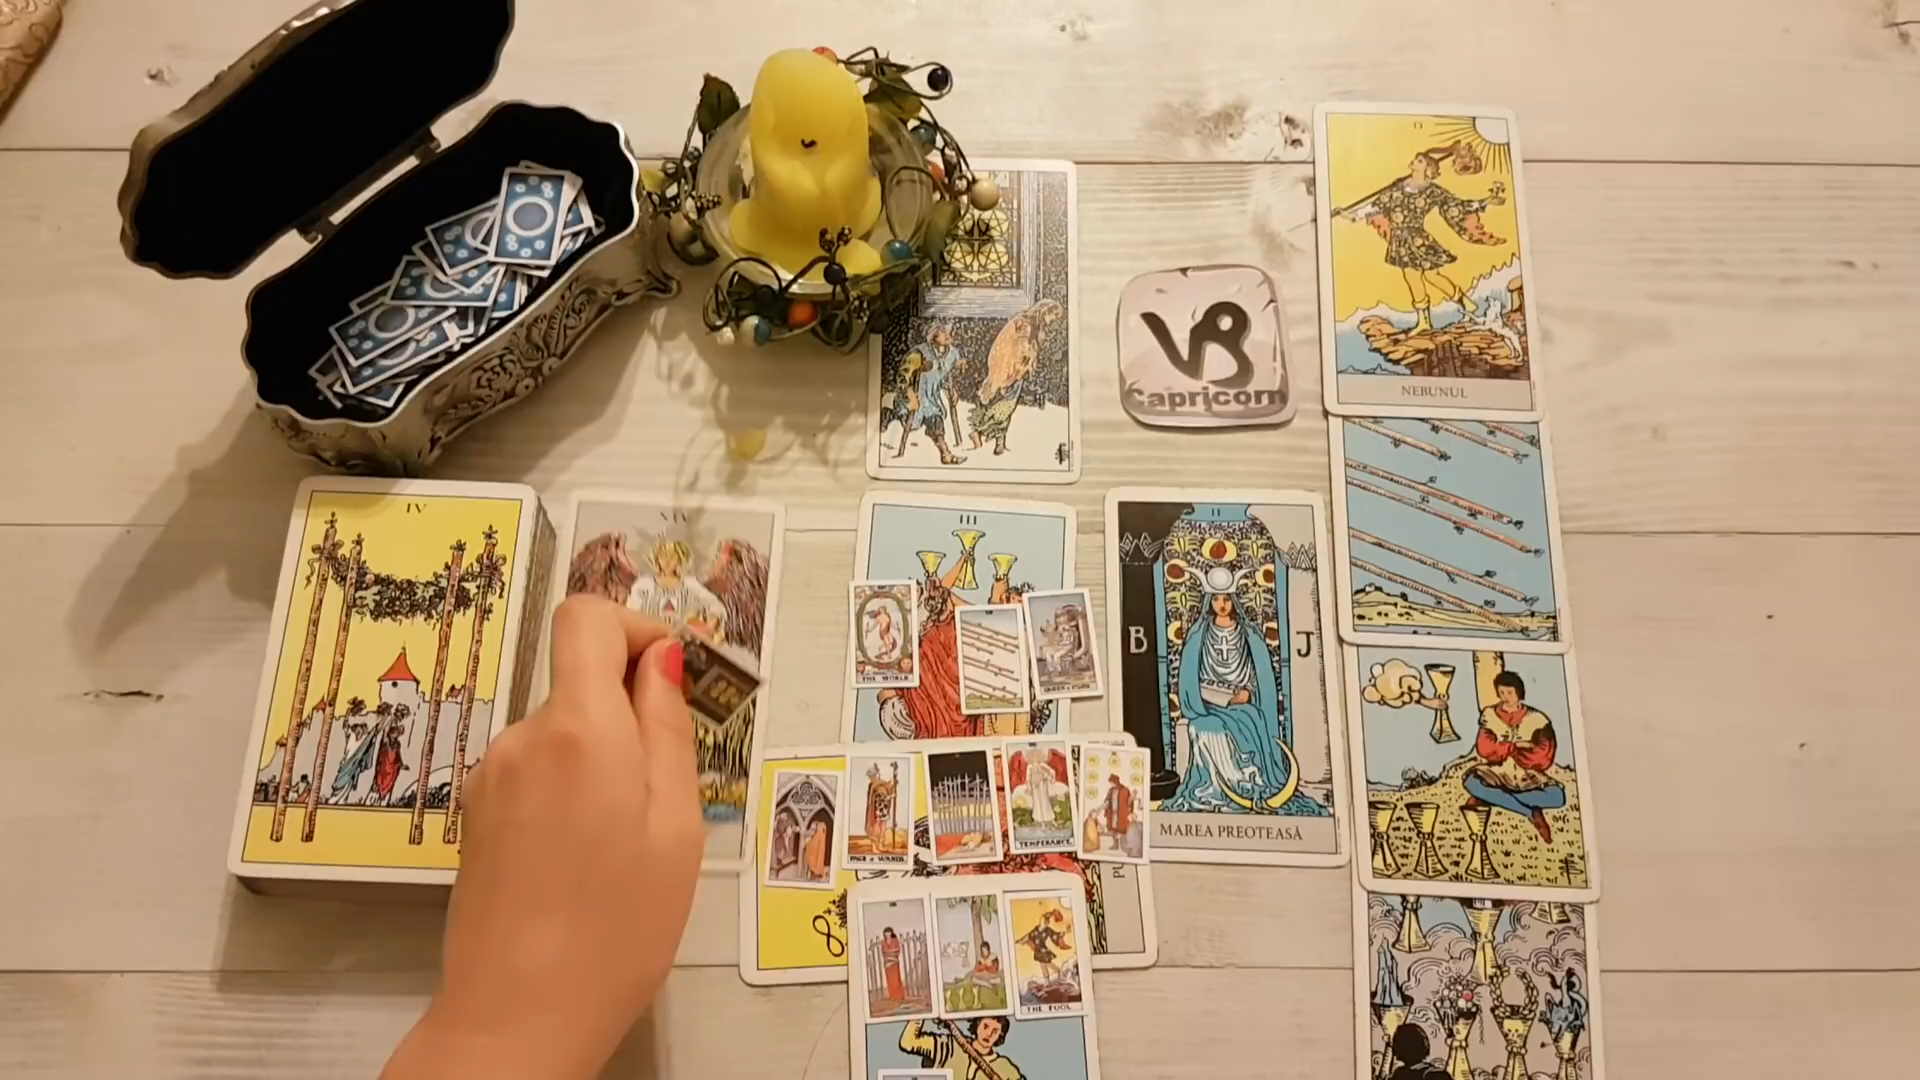 0
NEBUNUL
Capricorn
IV
III
II
B
J
MAREA PREOTEASĂ
THE WORLD
QUEEN of CUPS
PAGE of WANDS
TEMPERANCE
THE FOOL